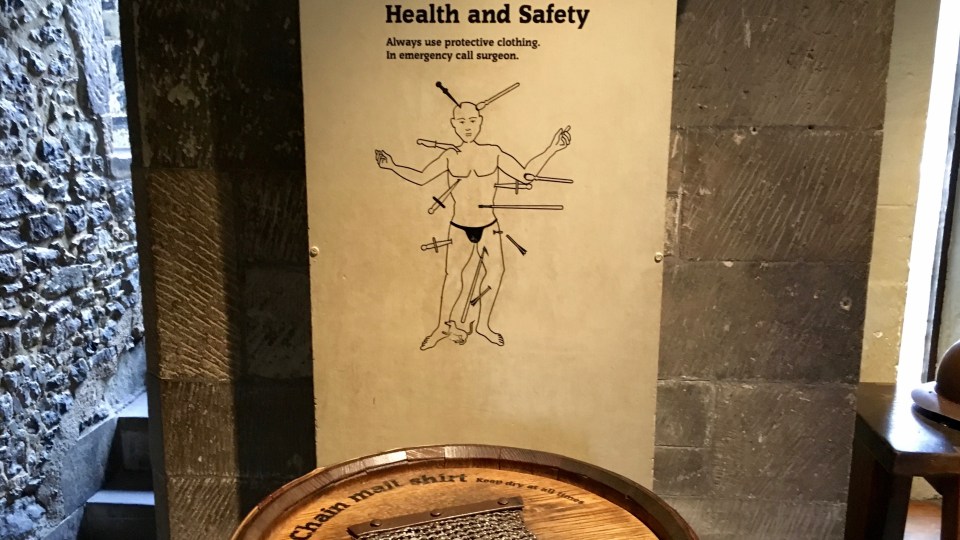 Health and Safety
Always use protective clothing.
In emergency call surgeon.
Chain mail shirt Keep dry at all times